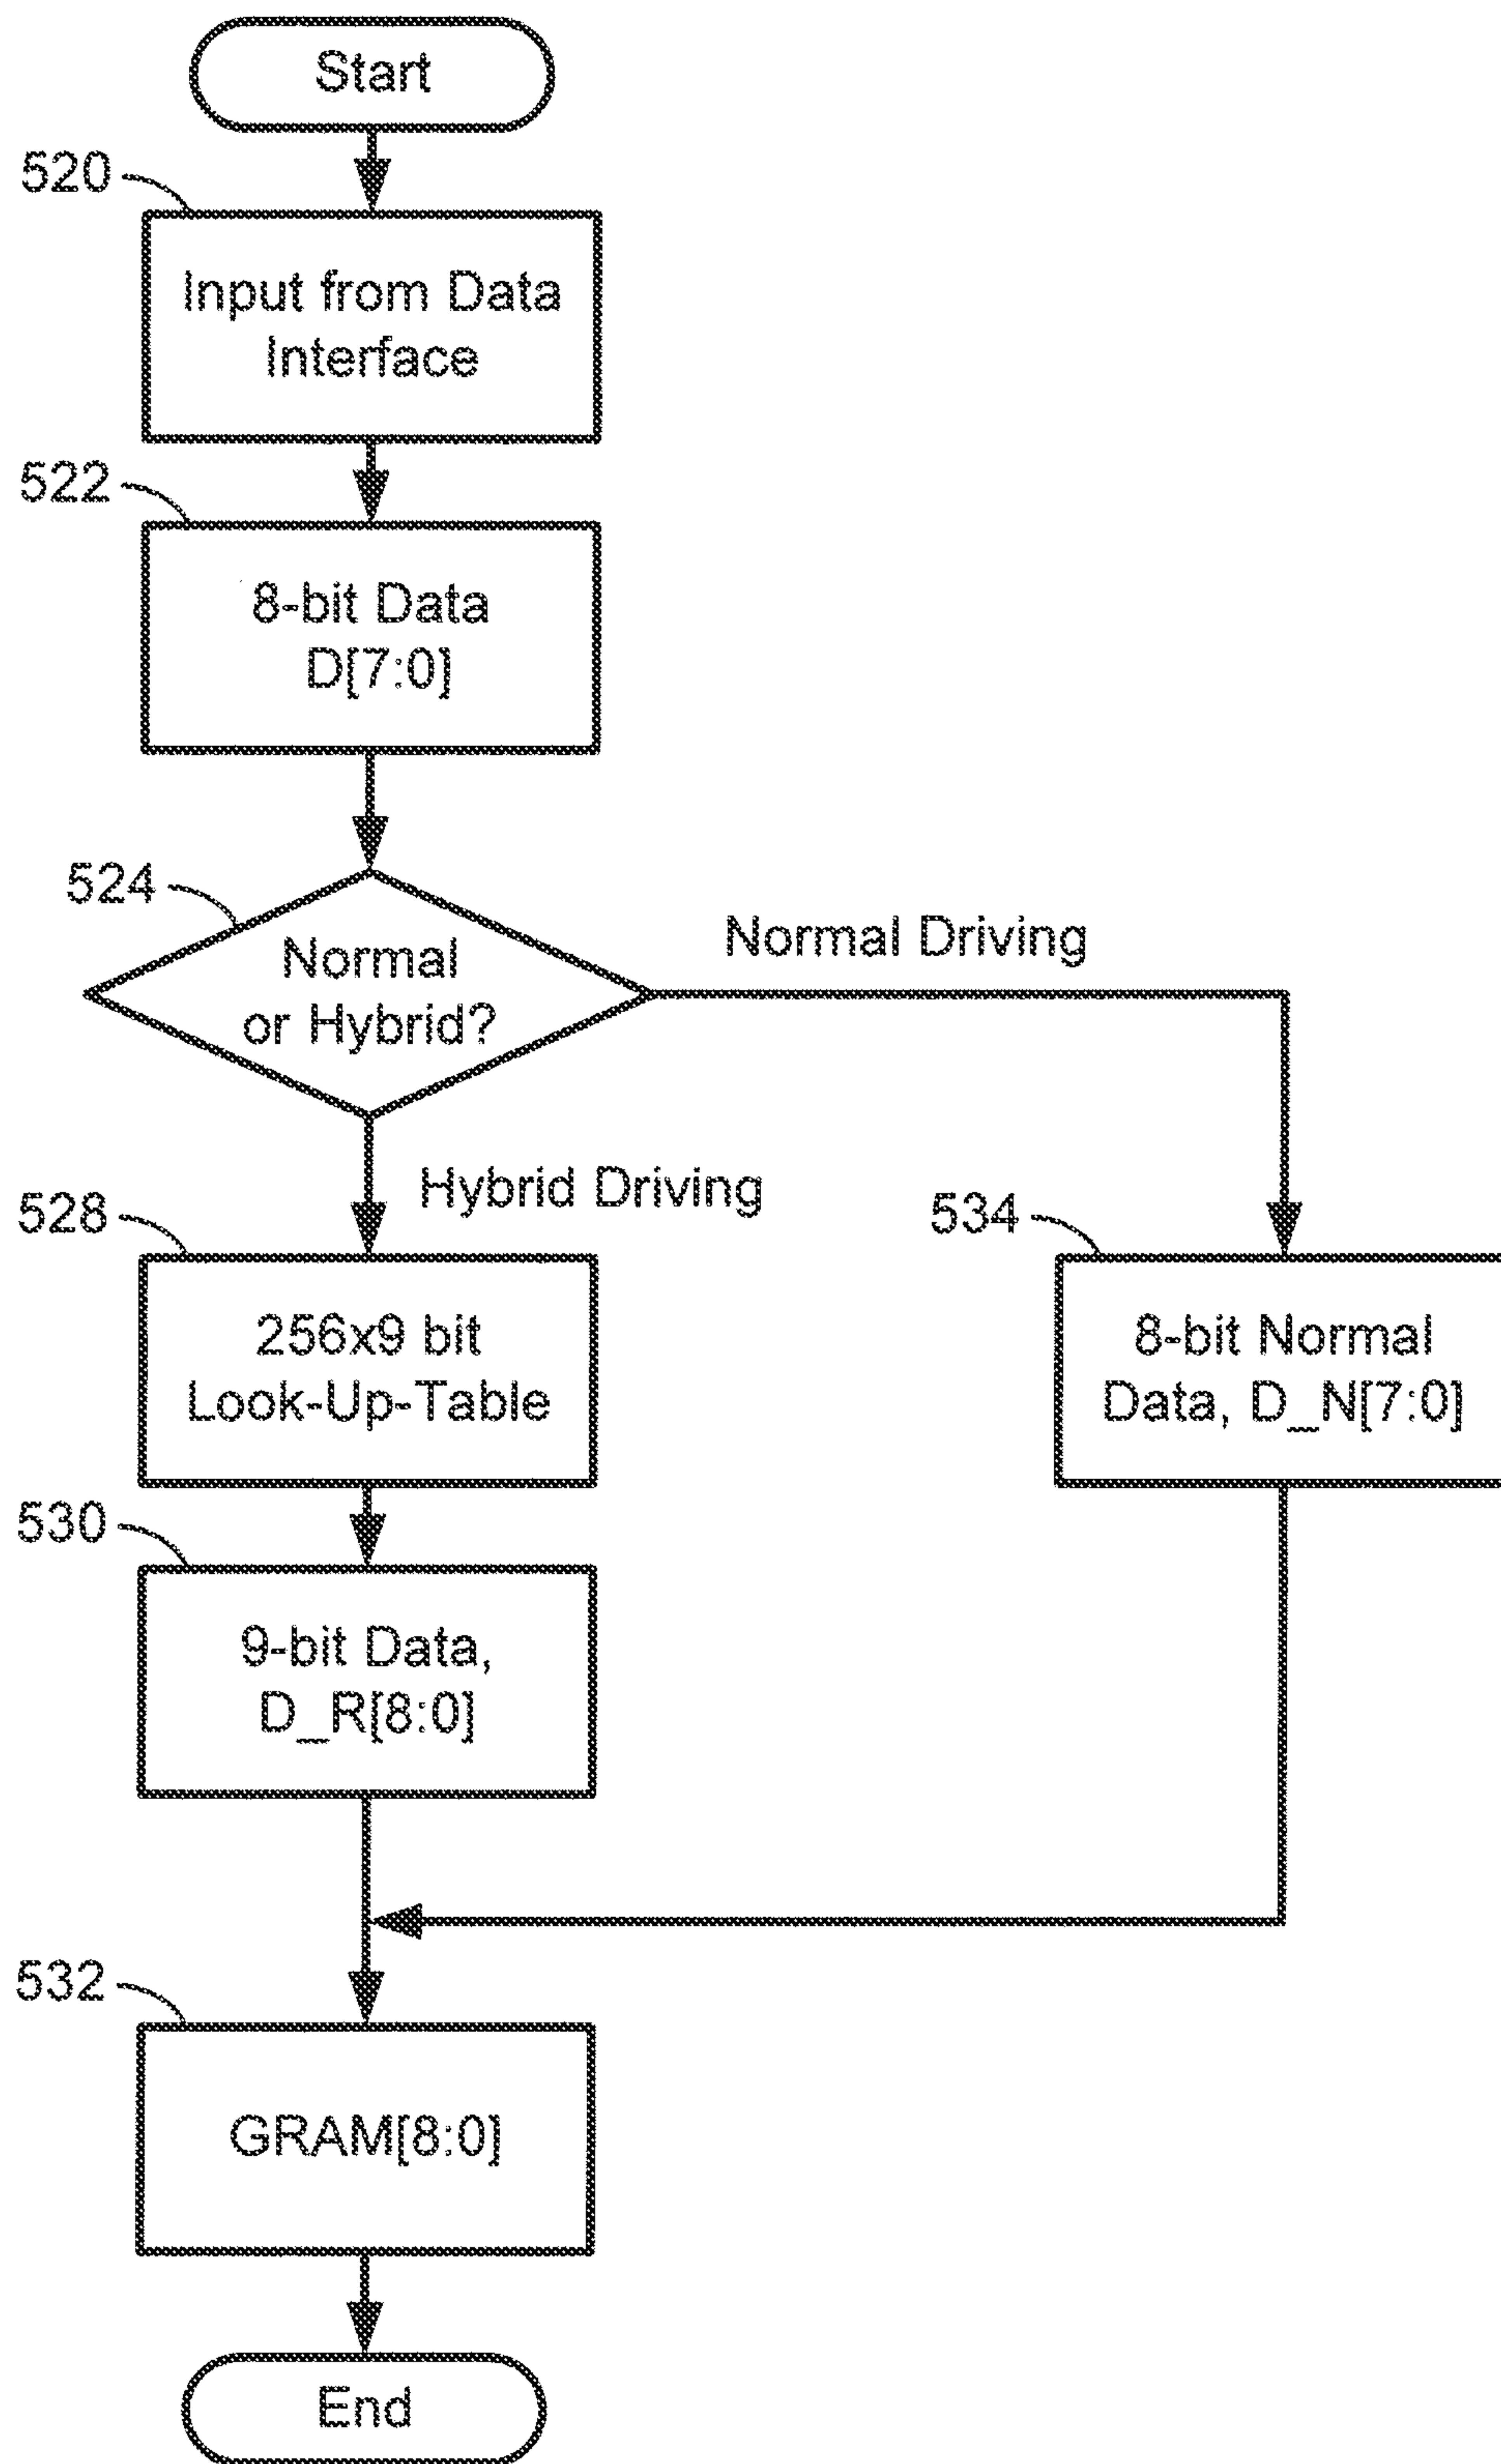 Start
520
Input from Data
Interface
522
8-bit Data
D[7:0]
524
Normal
or Hybrid?
Normal Driving
Hybrid Driving
528
256x9 bit
Look-Up-Table
534
8-bit Normal
Data, D_N[7:0]
530
9-bit Data,
D_R[8:0]
532
GRAM[8:0]
End